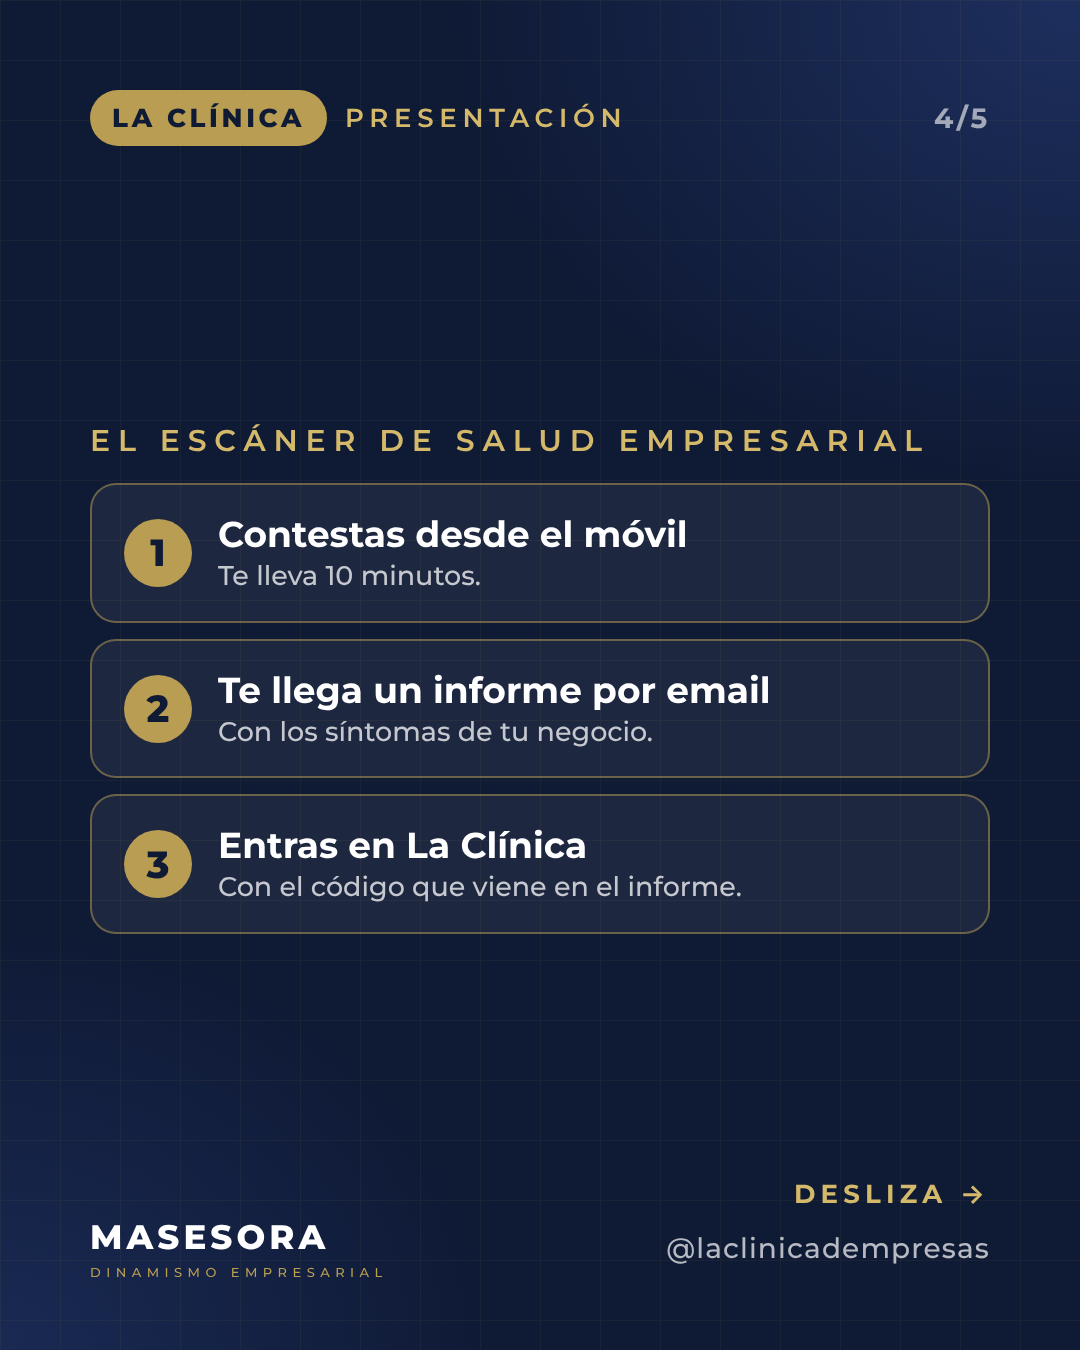 LA CLÍNICA PRESENTACIÓN 4/5
EL ESCÁNER DE SALUD EMPRESARIAL
1
Contestas desde el móvil
Te lleva 10 minutos.
2
Te llega un informe por email
Con los síntomas de tu negocio.
3
Entras en La Clínica
Con el código que viene en el informe.
DESLIZA →
MASESORA
DINAMISMO EMPRESARIAL
@laclinicadempresas